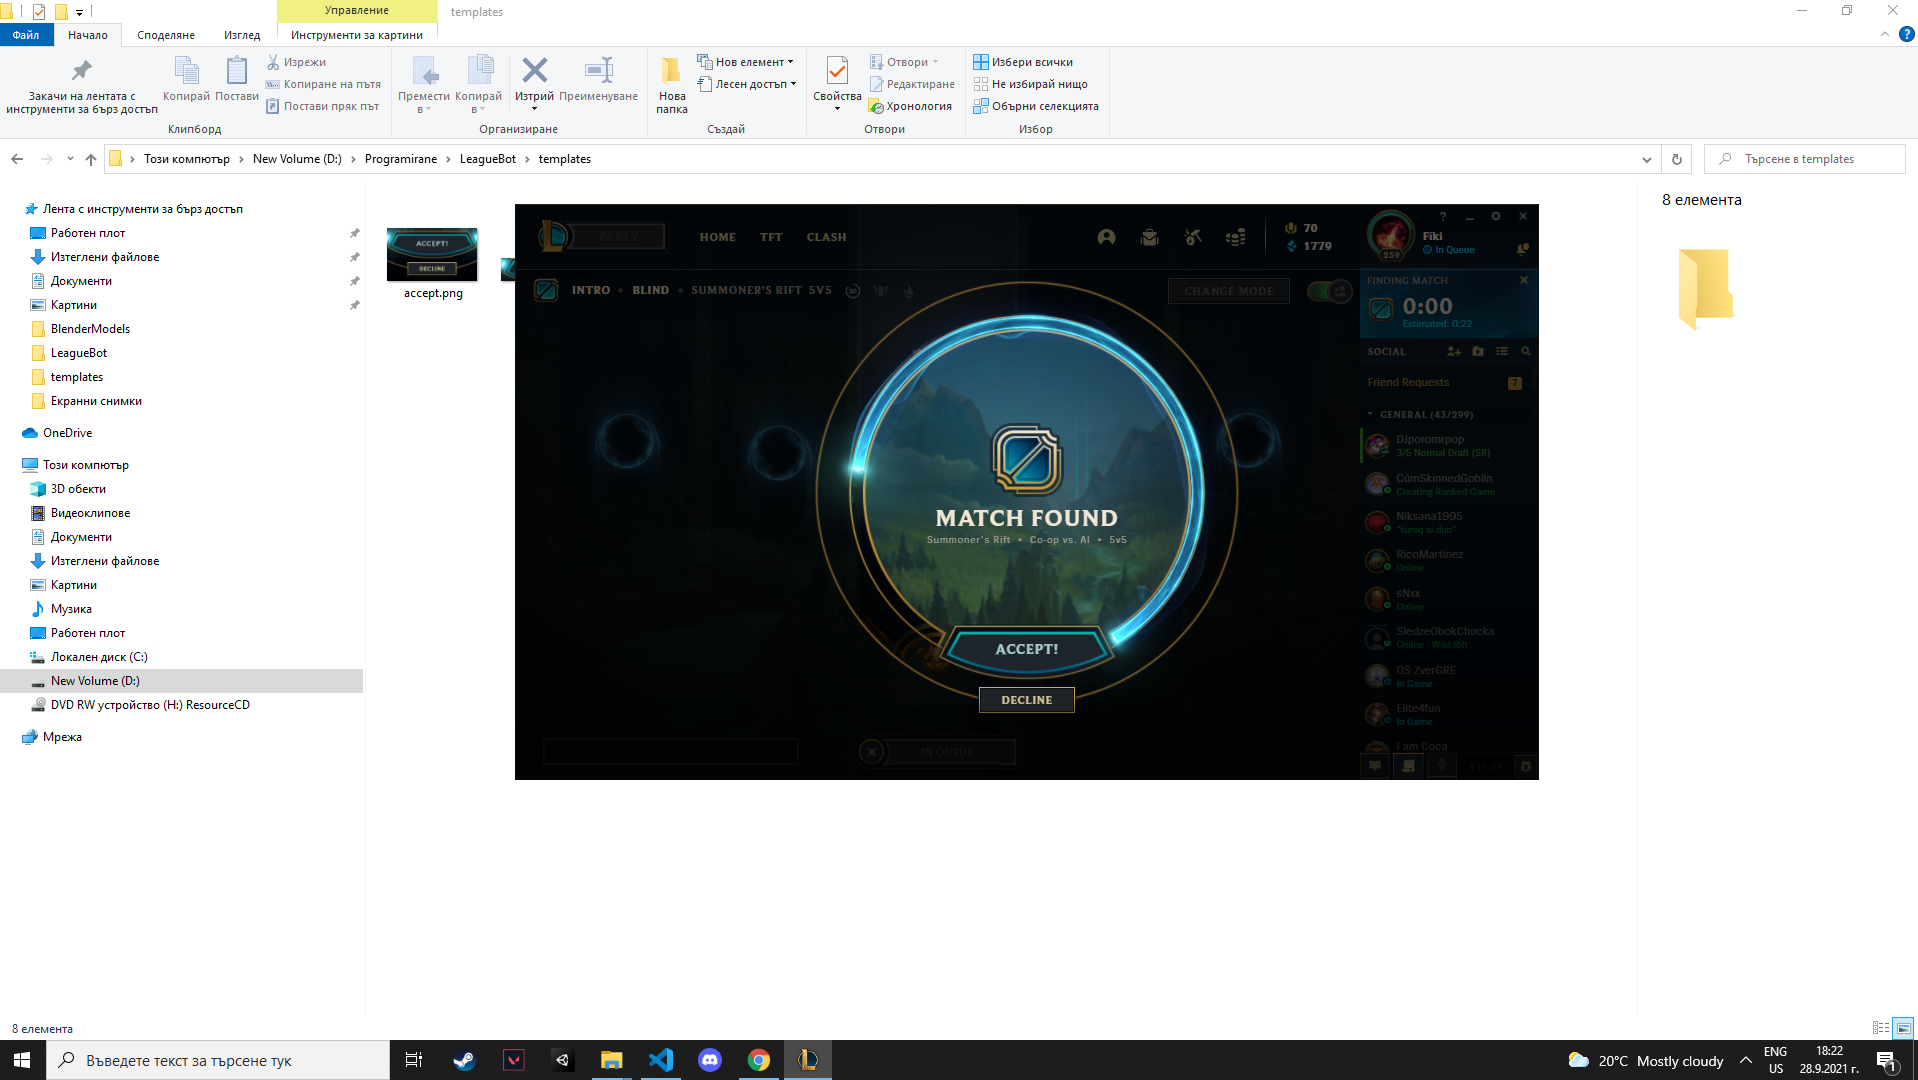 Управление
templates
Файл
Начало
Споделяне
Изглед
Инструменти за картини
Закачи на лентата с
инструменти за бърз достъп
Копирай
Постави
Изрежи
Копиране на пътя
Постави пряк път
Клипборд
Премести
в
Копирай
в
Изтрий
Преименуване
Организиране
Нова
папка
Нов елемент
Лесен достъп
Създай
Свойства
Отвори
Редактиране
Хронология
Отвори
Избери всички
Не избирай нищо
Обърни селекцията
Избор
Този компютър
New Volume (D:)
Programirane
LeagueBot
templates
Търсене в templates
Лента с инструменти за бърз достъп
Работен плот
Изтеглени файлове
Документи
Картини
BlenderModels
LeagueBot
templates
Екранни снимки
OneDrive
Този компютър
3D обекти
Видеоклипове
Документи
Изтеглени файлове
Картини
Музика
Работен плот
Локален диск (C:)
New Volume (D:)
DVD RW устройство (H:) ResourceCD
Мрежа
ACCEPT!
DECLINE
accept.png
PARTY
HOME
TFT
CLASH
70
1779
259
Fiki
In Queue
INTRO • BLIND • SUMMONER'S RIFT 5V5
CHANGE MODE
FINDING MATCH
0:00
Estimated: 0:22
SOCIAL
Friend Requests
7
GENERAL (43/299)
DJporomrpop
3/5 Normal Draft (SR)
CúmSkinnedGoblin
Creating Ranked Game
Niksana1995
"tursq si duo"
RicoMartinez
Online
sNxx
Online
SiedzeObokChucka
Online - Wild Rift
DS ZverGRE
In Game
Elite4fun
In Game
I am Coca
MATCH FOUND
Summoner's Rift • Co-op vs. AI • 5v5
ACCEPT!
DECLINE
IN QUEUE
8 елемента
8 елемента
Въведете текст за търсене тук
20°C Mostly cloudy
ENG
US
18:22
28.9.2021 г.
1